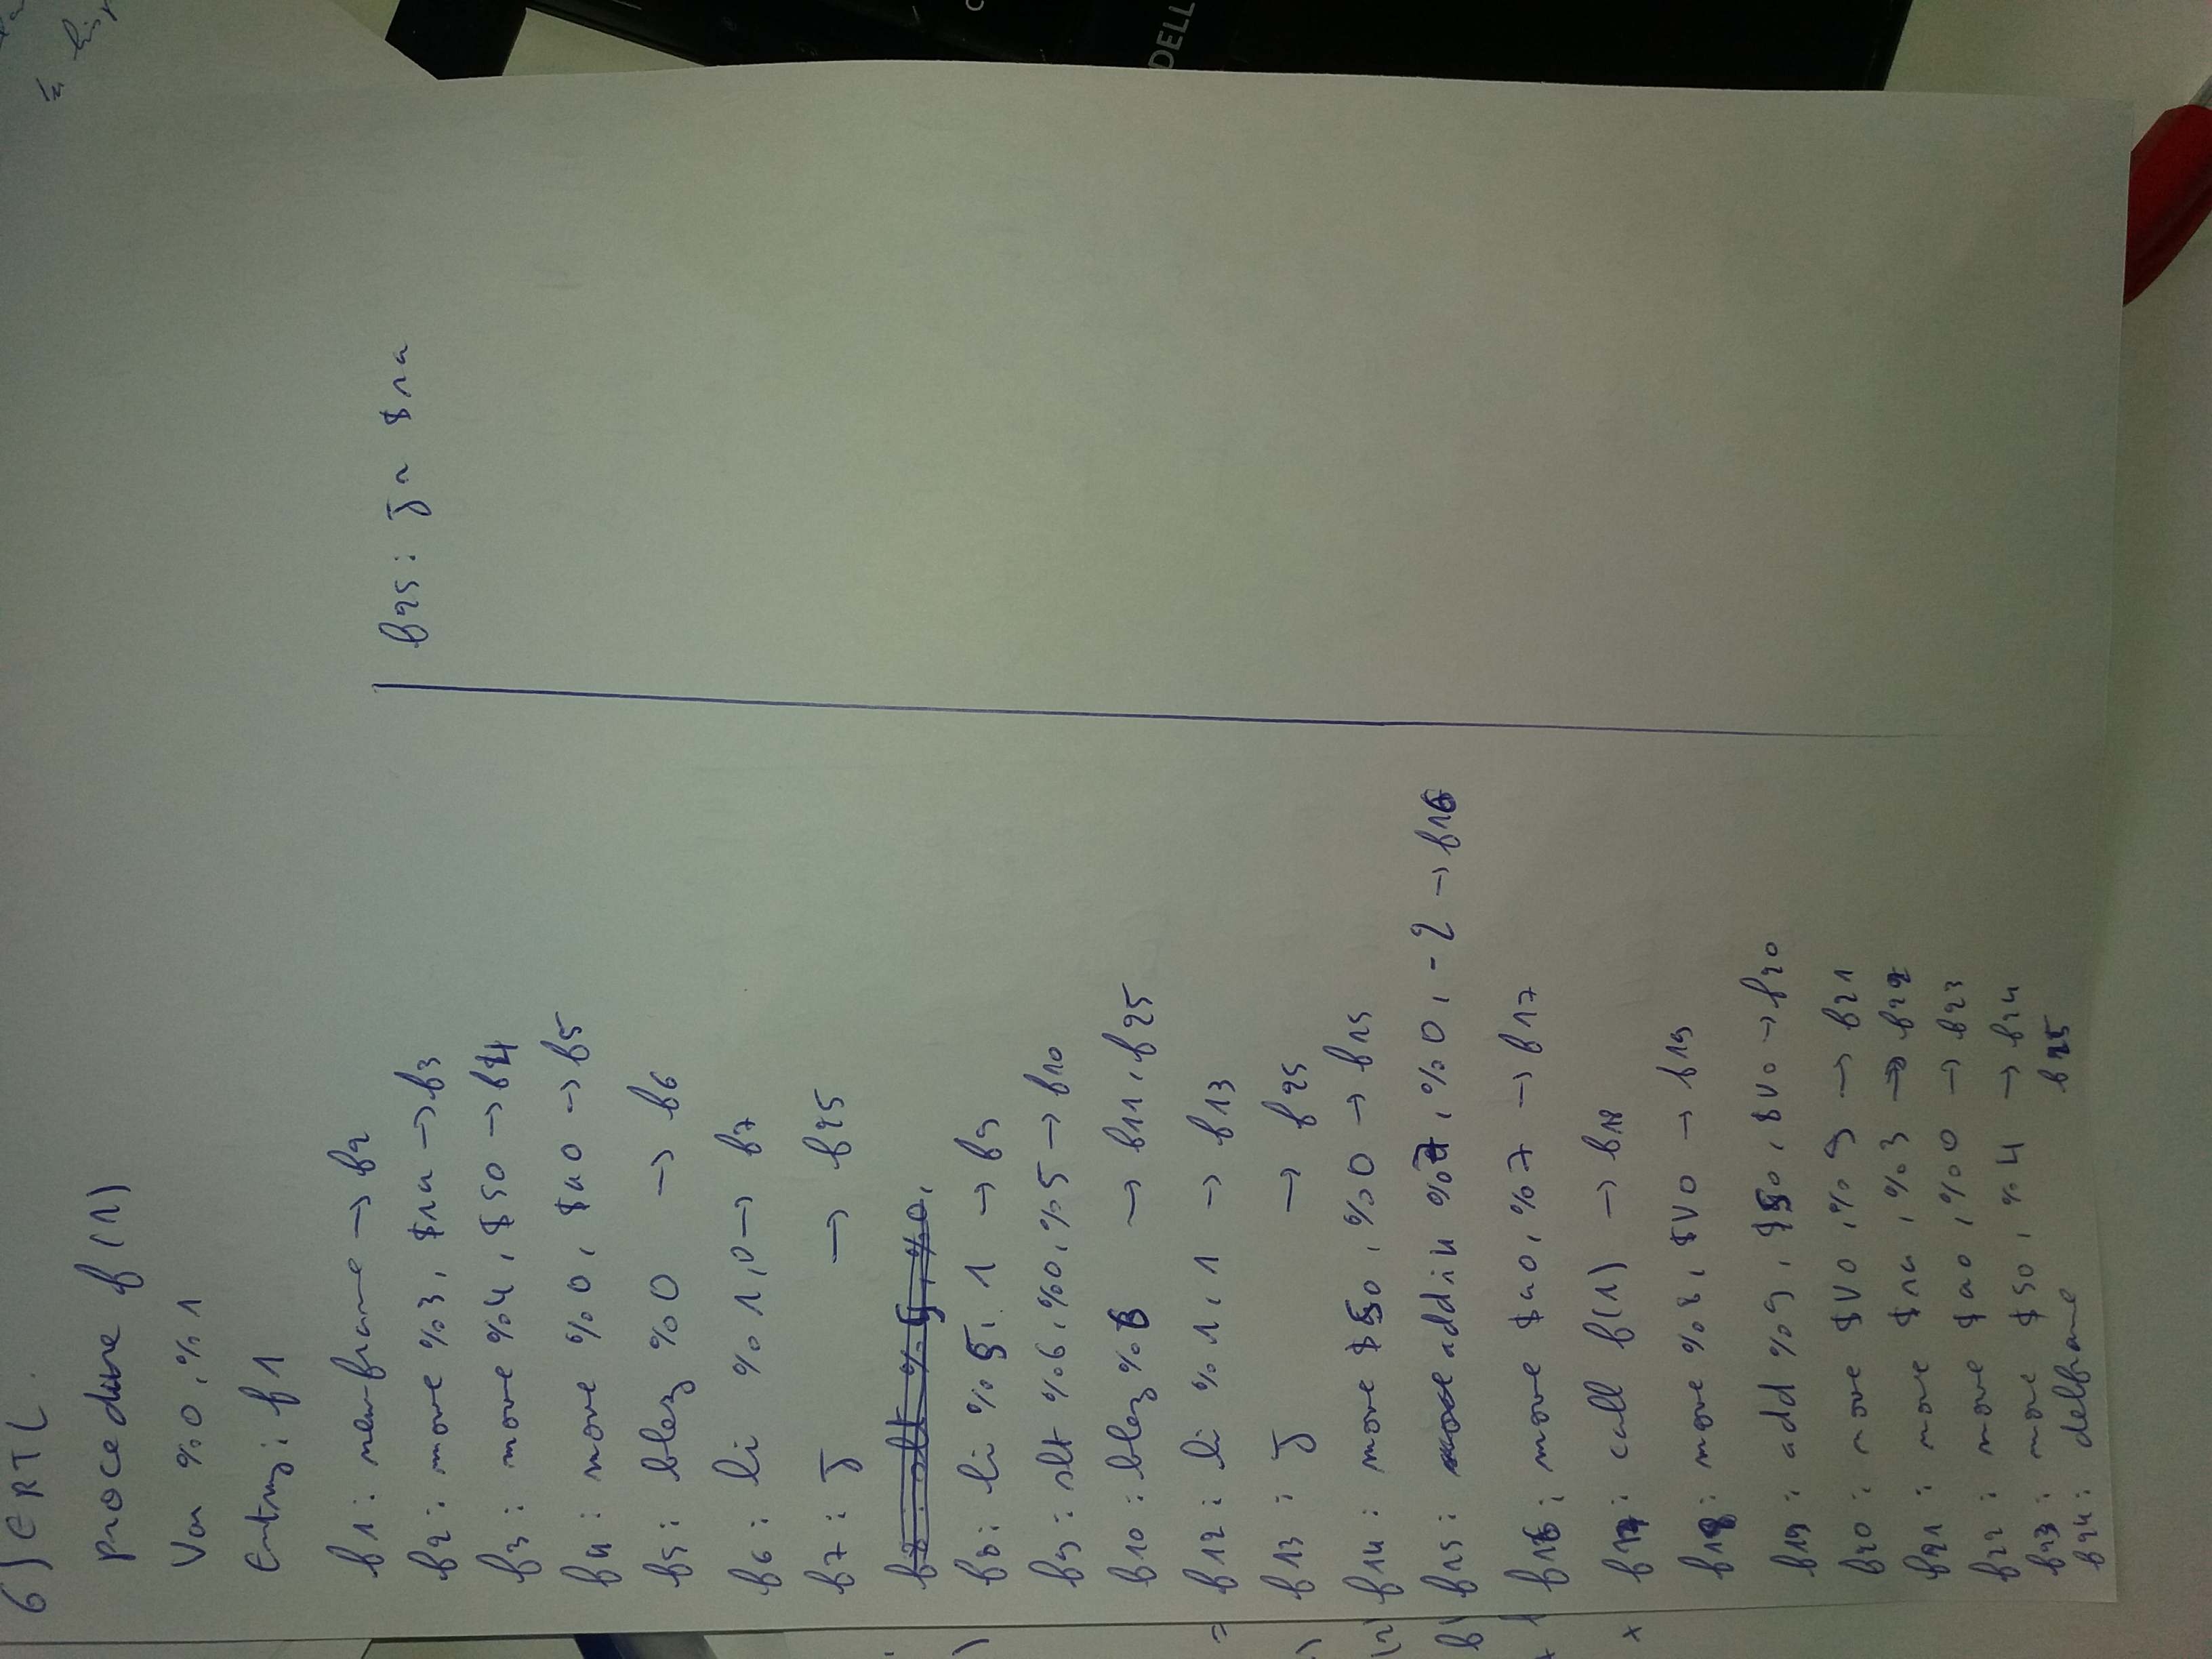 6) ERTL.
procedure f(1)
Var %0, %1
Entry: f1
f1: newframe → f2
f2: move %3, $ra → f3
f3: move %4, $s0 → f4
f4: move %0, $a0 → f5
f5: blez %0 → f6
f6: li %1, 0 → f7
f7: J → f25
f8: slt %5, %0,
f8: li %5, 1 → f9
f9: slt %6, %0, %5 → f10
f10: blez %6 → f11, f25
f12: li %1, 1 → f13
f13: J → f25
f14: move $s0, %0 → f15
f15: move addiu %7, %0, -2 → f16
f16: move $a0, %7 → f17
f17: call f(1) → f18
f18: move %8, $v0 → f19
f19: add %9, $s0, $v0 → f20
f20: move $v0, %9 → f21
f21: move $ra, %3 → f22
f22: move $a0, %0 → f23
f23: move $s0, %4 → f24
f24: delframe f25
f25: Jr $ra
DELL